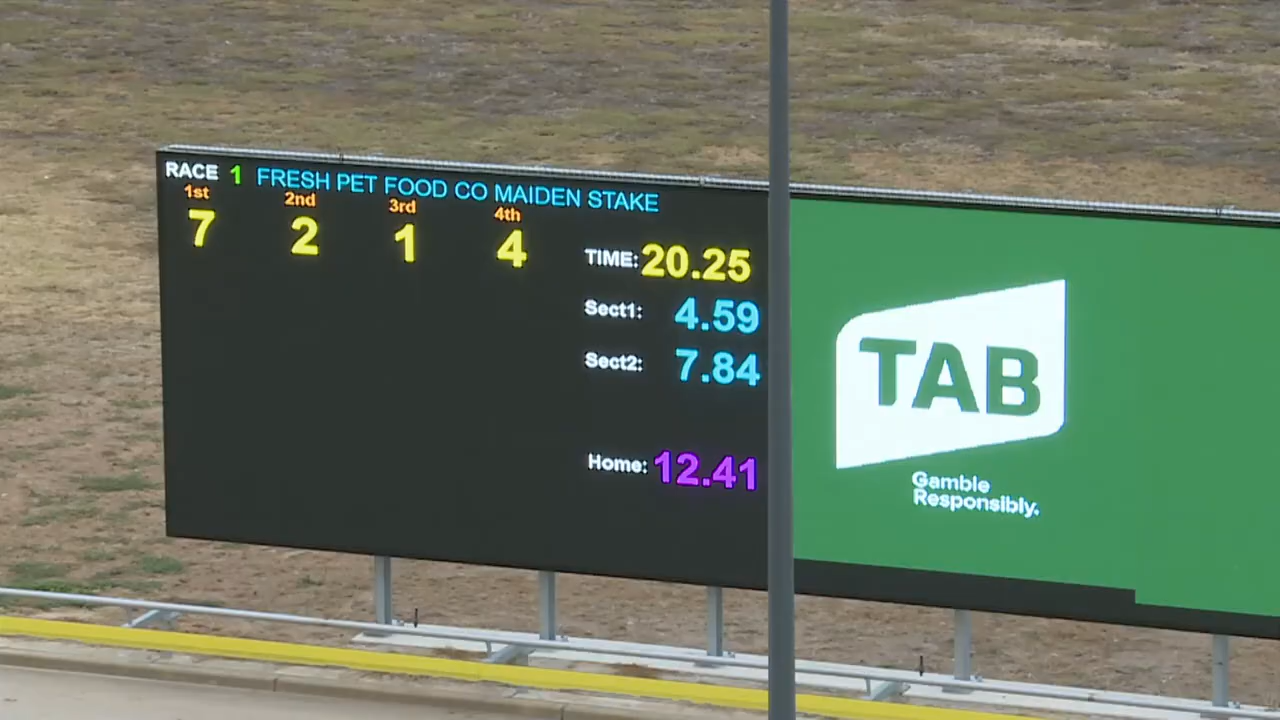 RACE 1 FRESH PET FOOD CO MAIDEN STAKE
1st 2nd 3rd 4th
7 2 1 4
TIME: 20.25
Sect1: 4.59
Sect2: 7.84
Home: 12.41
TAB
Gamble
Responsibly.